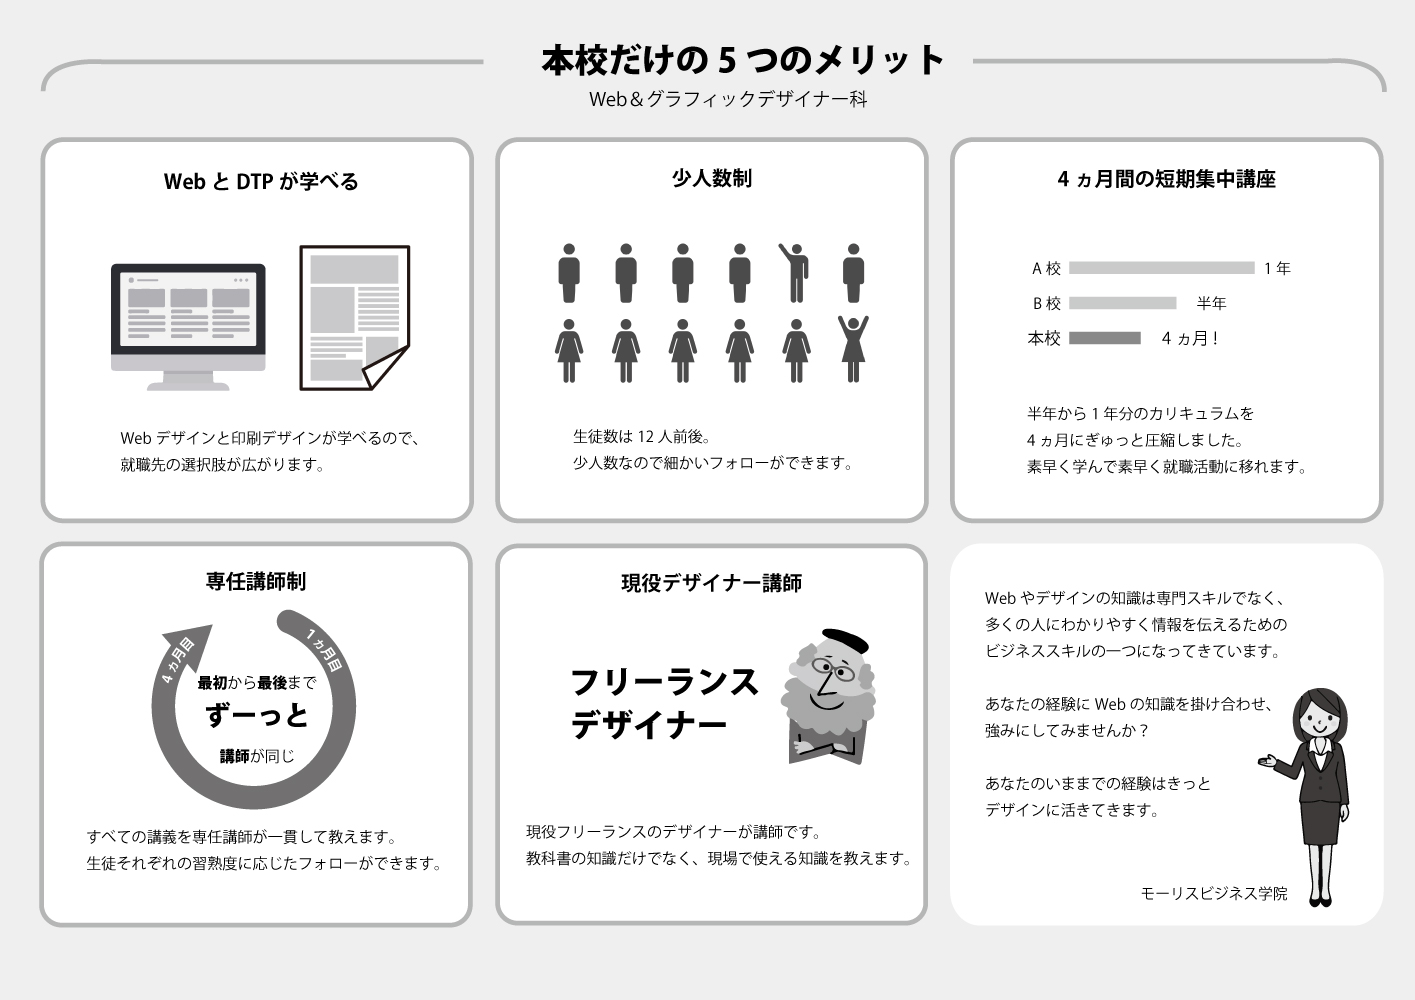 本校だけの 5 つのメリット
Web＆グラフィックデザイナー科
Web と DTP が学べる
Web デザインと印刷デザインが学べるので、
就職先の選択肢が広がります。
少人数制
生徒数は 12 人前後。
少人数なので細かいフォローができます。
4 ヵ月間の短期集中講座
A 校 1 年
B 校 半年
本校 4 ヵ月 !
半年から 1 年分のカリキュラムを
4 ヵ月にぎゅっと圧縮しました。
素早く学んで素早く就職活動に移れます。
専任講師制
1 ヵ月目
4 ヵ月目
最初から最後まで
ずーっと
講師が同じ
すべての講義を専任講師が一貫して教えます。
生徒それぞれの習熟度に応じたフォローができます。
現役デザイナー講師
フリーランス
デザイナー
現役フリーランスのデザイナーが講師です。
教科書の知識だけでなく、現場で使える知識を教えます。
Web やデザインの知識は専門スキルでなく、
多くの人にわかりやすく情報を伝えるための
ビジネススキルの一つになってきています。
あなたの経験に Web の知識を掛け合わせ、
強みにしてみませんか？
あなたのいままでの経験はきっと
デザインに活きてきます。
モーリスビジネス学院